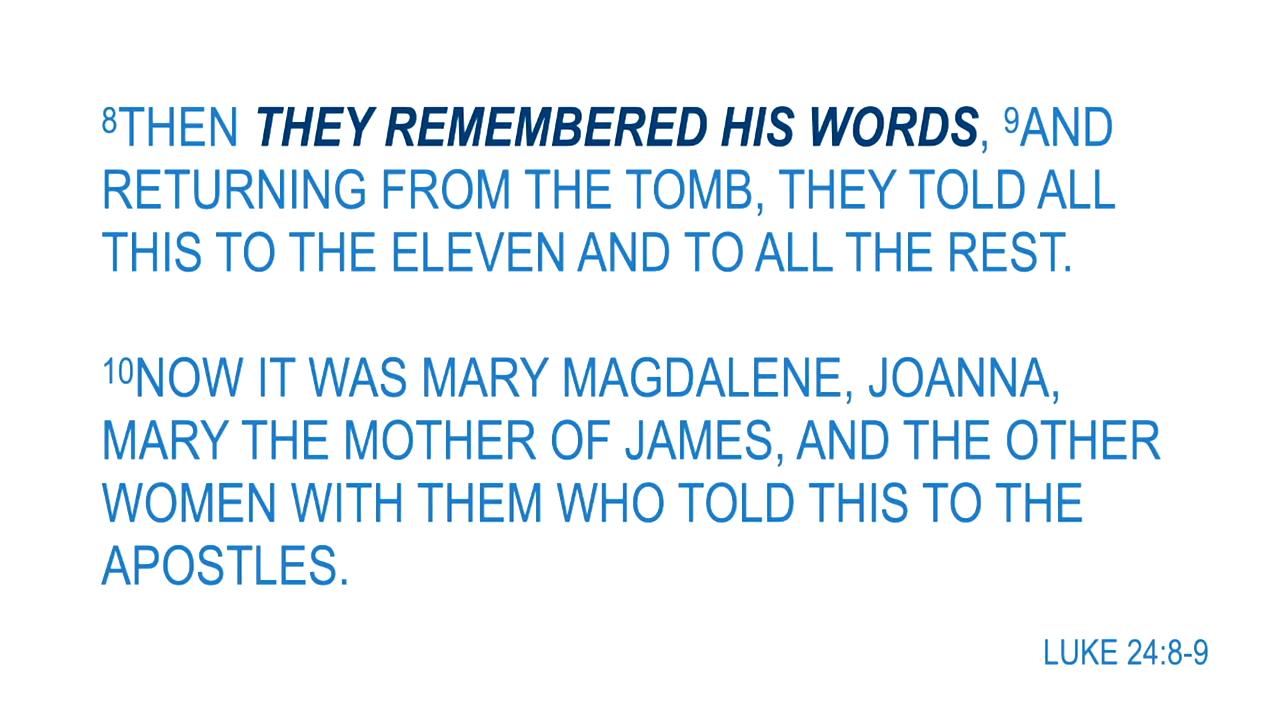 ⁸THEN THEY REMEMBERED HIS WORDS, ⁹AND
RETURNING FROM THE TOMB, THEY TOLD ALL
THIS TO THE ELEVEN AND TO ALL THE REST.
¹⁰NOW IT WAS MARY MAGDALENE, JOANNA,
MARY THE MOTHER OF JAMES, AND THE OTHER
WOMEN WITH THEM WHO TOLD THIS TO THE
APOSTLES.
LUKE 24:8-9